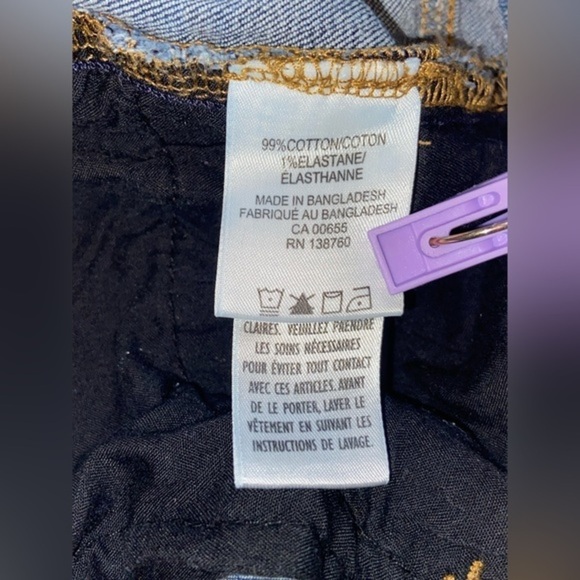 99%COTTON/COTON
1%ELASTANE/
ÉLASTHANNE
MADE IN BANGLADESH
FABRIQUÉ AU BANGLADESH
CA 00655
RN 138760
CLAIRES. VEUILLEZ PRENDRE
LES SOINS NÉCESSAIRES
POUR ÉVITER TOUT CONTACT
AVEC CES ARTICLES. AVANT
DE LE PORTER, LAVER LE
VÊTEMENT EN SUIVANT LES
INSTRUCTIONS DE LAVAGE.